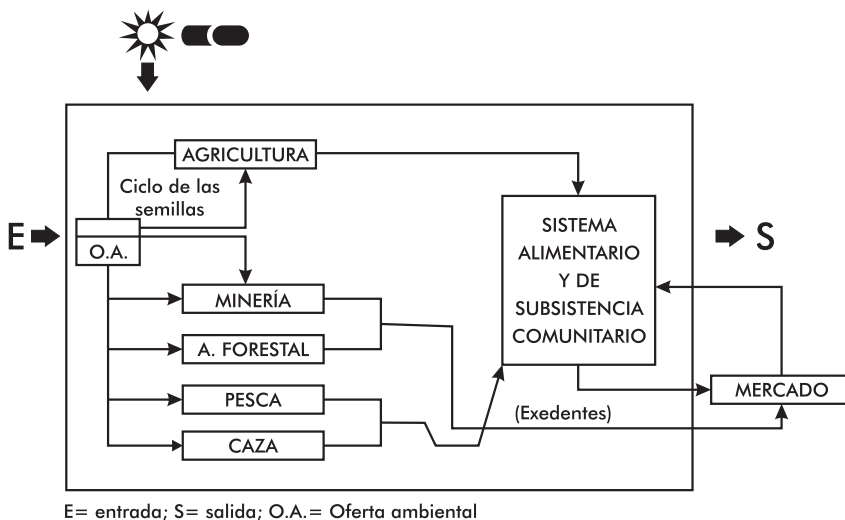 AGRICULTURA
Ciclo de las
semillas
E
O.A.
MINERÍA
A. FORESTAL
PESCA
CAZA
SISTEMA
ALIMENTARIO
Y DE
SUBSISTENCIA
COMUNITARIO
S
MERCADO
(Exedentes)
E= entrada; S= salida; O.A.= Oferta ambiental